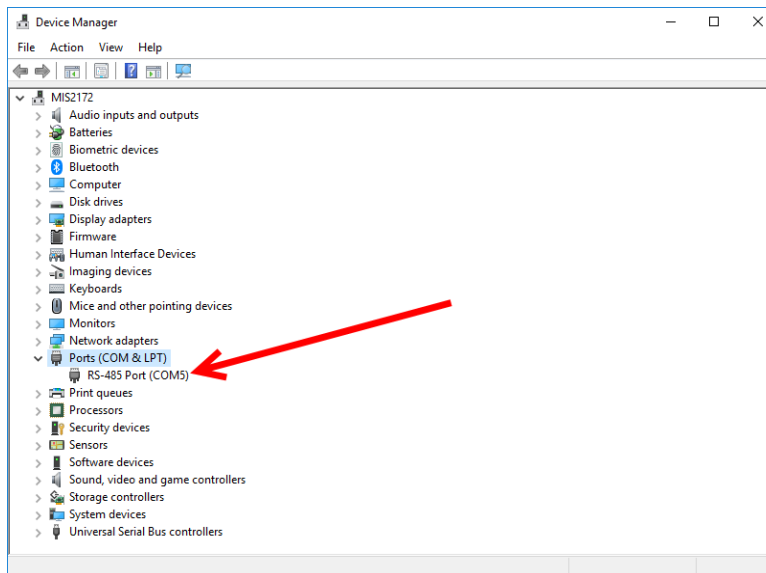 Device Manager
File Action View Help
MIS2172
Audio inputs and outputs
Batteries
Biometric devices
Bluetooth
Computer
Disk drives
Display adapters
Firmware
Human Interface Devices
Imaging devices
Keyboards
Mice and other pointing devices
Monitors
Network adapters
Ports (COM & LPT)
RS-485 Port (COM5)
Print queues
Processors
Security devices
Sensors
Software devices
Sound, video and game controllers
Storage controllers
System devices
Universal Serial Bus controllers